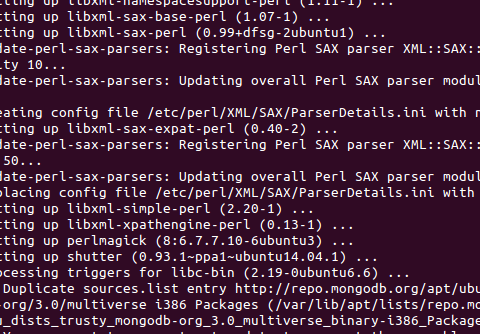 tting up libxml-namespacesupport-perl (1.11-1) ...
tting up libxml-sax-base-perl (1.07-1) ...
tting up libxml-sax-perl (0.99+dfsg-2ubuntu1) ...
date-perl-sax-parsers: Registering Perl SAX parser XML::SAX::
ity 10...
date-perl-sax-parsers: Updating overall Perl SAX parser modul
eating config file /etc/perl/XML/SAX/ParserDetails.ini with n
tting up libxml-sax-expat-perl (0.40-2) ...
date-perl-sax-parsers: Registering Perl SAX parser XML::SAX::
50...
date-perl-sax-parsers: Updating overall Perl SAX parser modul
placing config file /etc/perl/XML/SAX/ParserDetails.ini with
tting up libxml-simple-perl (2.20-1) ...
tting up libxml-xpathengine-perl (0.13-1) ...
tting up perlmagick (8:6.7.7.10-6ubuntu3) ...
tting up shutter (0.93.1~ppa1~ubuntu14.04.1) ...
ocessing triggers for libc-bin (2.19-0ubuntu6.6) ...
Duplicate sources.list entry http://repo.mongodb.org/apt/ubu
-org/3.0/multiverse i386 Packages (/var/lib/apt/lists/repo.mo
u_dists_trusty_mongodb-org_3.0_multiverse_binary-i386_Package